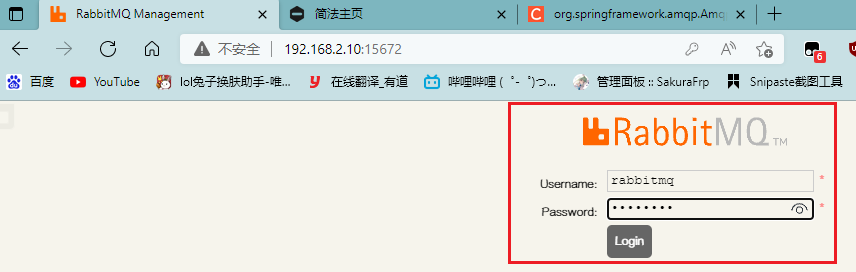 RabbitMQ Management
简法主页
org.springframework.amqp.Amq
不安全 192.168.2.10:15672
6
百度 YouTube lol兔子换肤助手-唯... 在线翻译_有道 哔哩哔哩 ( ゜- ゜)つ... 管理面板 :: SakuraFrp Snipaste截图工具
RabbitMQ TM
Username: rabbitmq *
Password: •••••••• *
Login